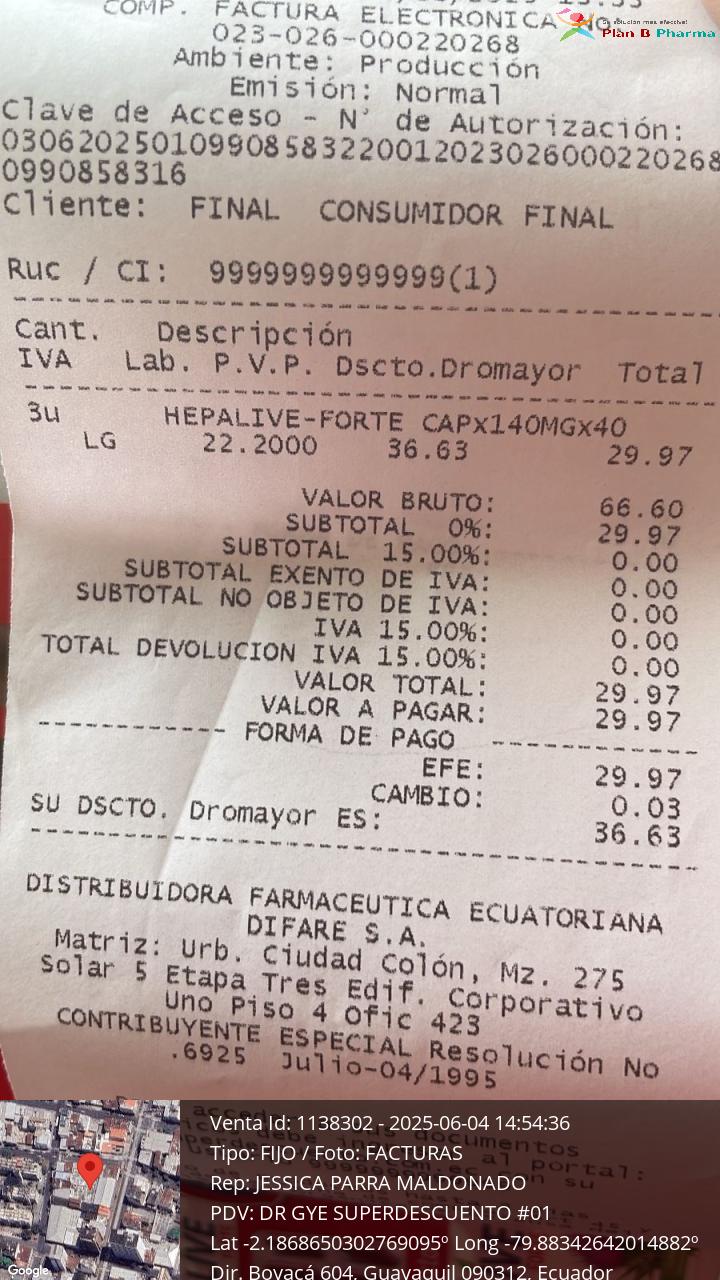 Su solución más efectiva!
Plan B Pharma
COMP. FACTURA ELECTRONICA
023-026-000220268
Ambiente: Producción
Emisión: Normal
Clave de Acceso - N° de Autorización:
030620250109908583220012023026000220268
0990858316
Cliente: FINAL CONSUMIDOR FINAL
Ruc / CI: 9999999999999(1)
Cant. Descripción
IVA Lab. P.V.P. Dscto.Dromayor Total
3u HEPALIVE-FORTE CAPx140MGx40
LG 22.2000 36.63 29.97
VALOR BRUTO: 66.60
SUBTOTAL 0%: 29.97
SUBTOTAL 15.00%: 0.00
SUBTOTAL EXENTO DE IVA: 0.00
SUBTOTAL NO OBJETO DE IVA: 0.00
IVA 15.00%: 0.00
TOTAL DEVOLUCION IVA 15.00%: 0.00
VALOR TOTAL: 29.97
VALOR A PAGAR: 29.97
------------ FORMA DE PAGO ------------
EFE: 29.97
CAMBIO: 0.03
SU DSCTO. Dromayor ES: 36.63
DISTRIBUIDORA FARMACEUTICA ECUATORIANA
DIFARE S.A.
Matriz: Urb. Ciudad Colón, Mz. 275
Solar 5 Etapa Tres Edif. Corporativo
Uno Piso 4 Ofic 423
CONTRIBUYENTE ESPECIAL Resolución No
.6925 Julio-04/1995
Venta Id: 1138302 - 2025-06-04 14:54:36
Tipo: FIJO / Foto: FACTURAS
Rep: JESSICA PARRA MALDONADO
PDV: DR GYE SUPERDESCUENTO #01
Lat -2.1868650302769095º Long -79.88342642014882º
Dir. Boyacá 604, Guayaquil 090312, Ecuador
Google